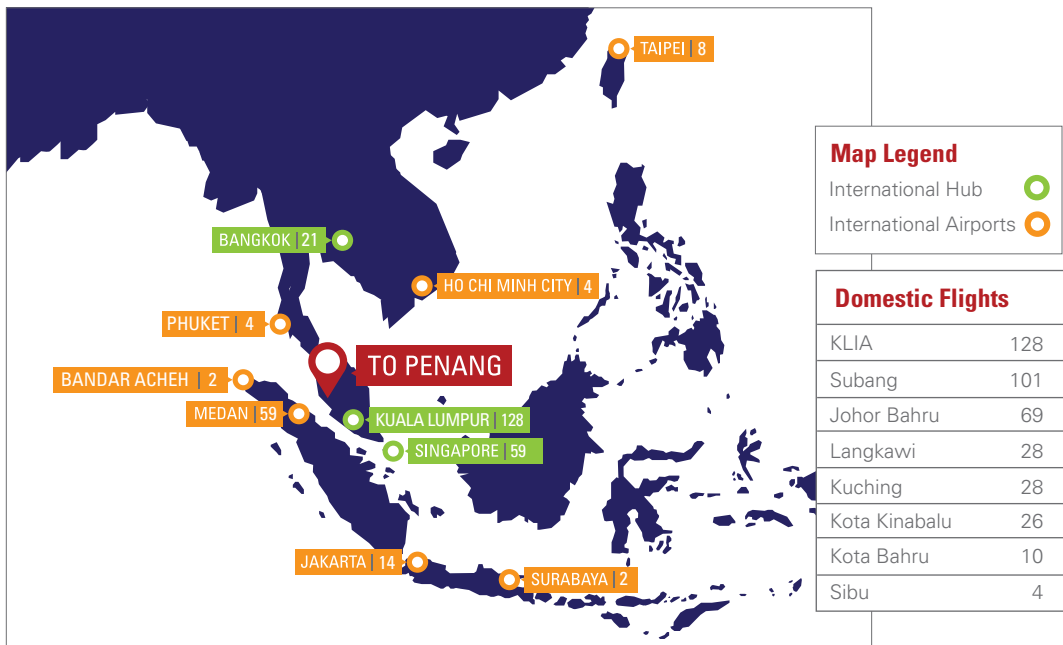 TAIPEI | 8
BANGKOK | 21
HO CHI MINH CITY | 4
PHUKET | 4
TO PENANG
BANDAR ACHEH | 2
MEDAN | 59
KUALA LUMPUR | 128
SINGAPORE | 59
JAKARTA | 14
SURABAYA | 2
Map Legend
International Hub
International Airports
Domestic Flights
KLIA 128
Subang 101
Johor Bahru 69
Langkawi 28
Kuching 28
Kota Kinabalu 26
Kota Bahru 10
Sibu 4